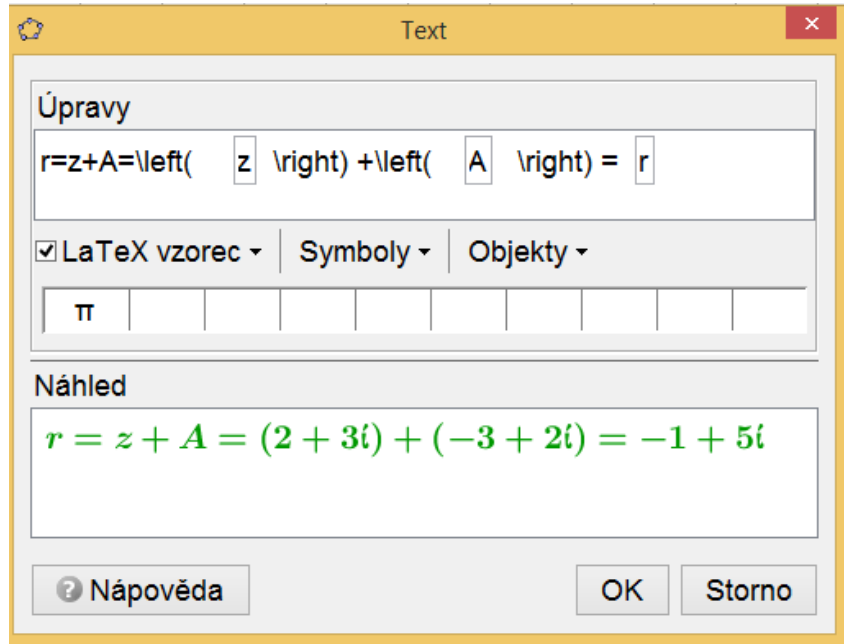 Text
Úpravy
r=z+A=\left( z \right) +\left( A \right) = r
LaTeX vzorec Symboly Objekty
π
Náhled
r = z + A = (2 + 3ί) + (−3 + 2ί) = −1 + 5ί
Nápověda OK Storno